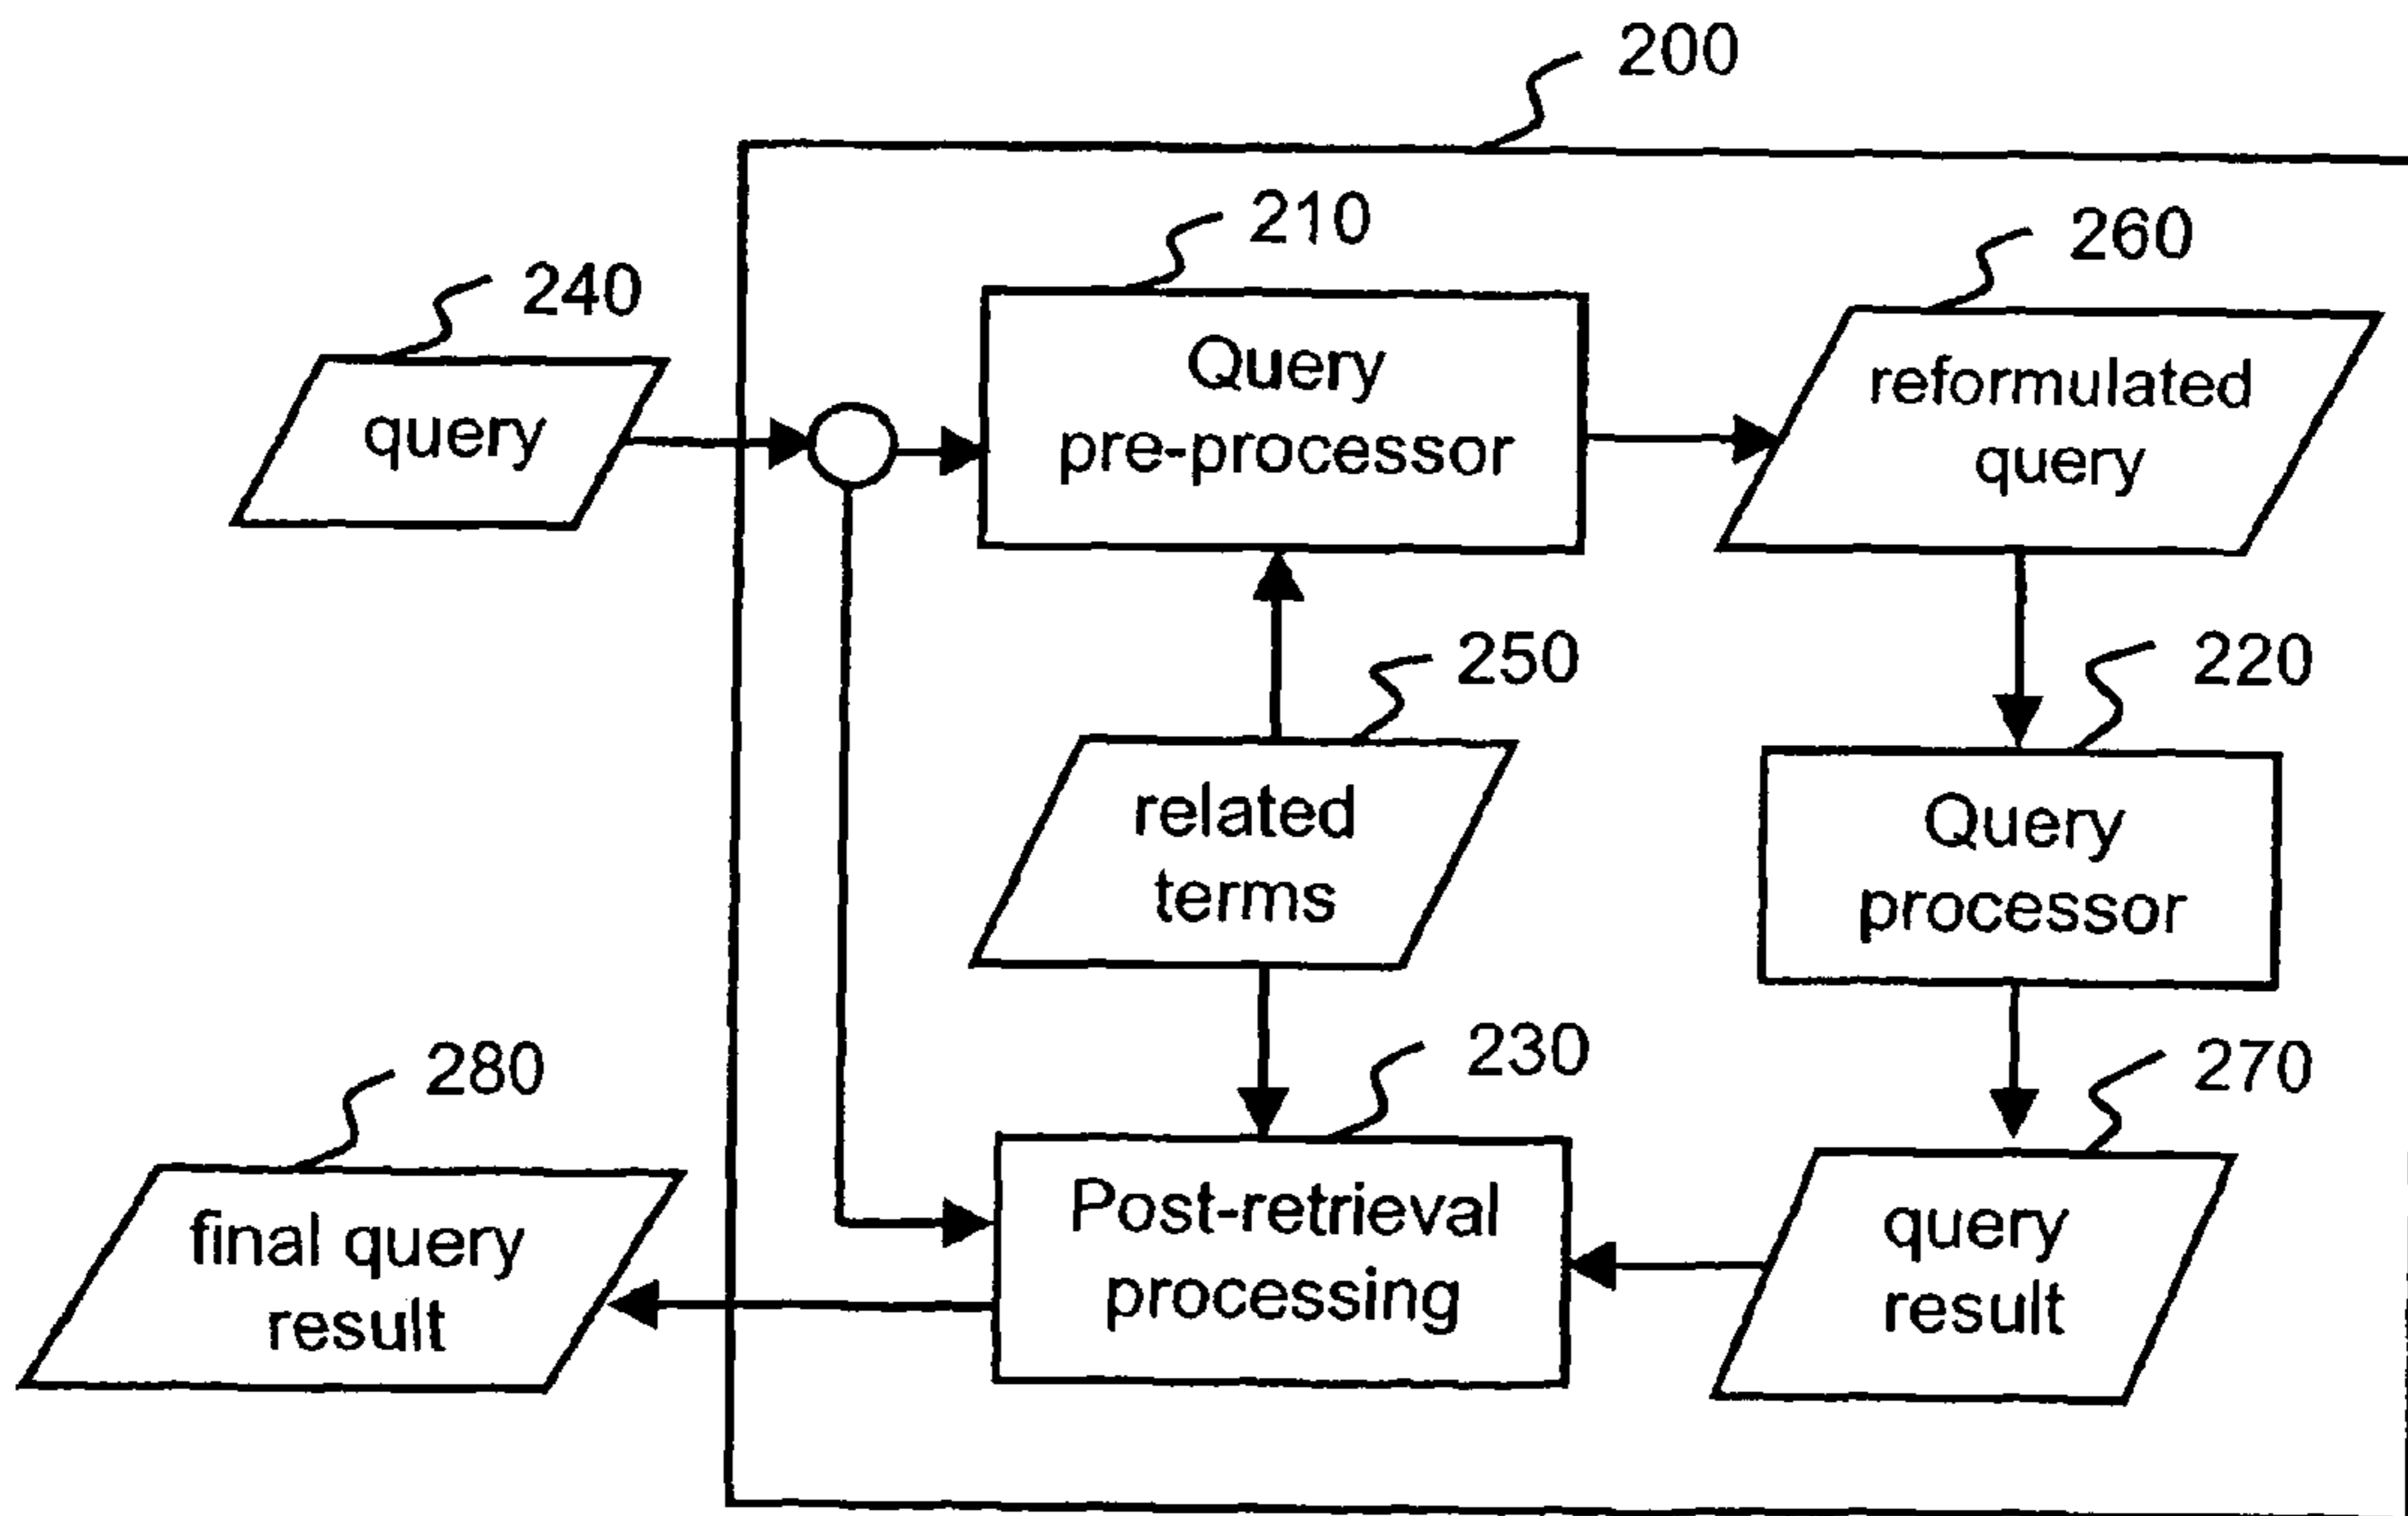 200
210
260
240
Query
pre-processor
reformulated
query
query
250
220
related
terms
Query
processor
230
270
280
Post-retrieval
processing
query
result
final query
result